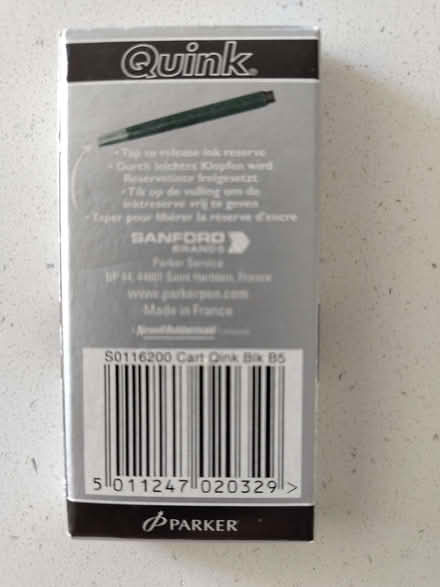 Quink
• Tap to release ink reserve
• Durch leichtes Klopfen wird
Reservetinte freigesetzt
• Tik op de vulling om de
inktreserve vrij te geven
• Taper pour libérer la réserve d'encre
SANFORD
BRANDS
Parker Service
BP 44, 44801 Saint Herblain, France
www.parkerpen.com
Made in France
S0116200 Cart Qink Blk B5
5 011247 020329 >
PARKER